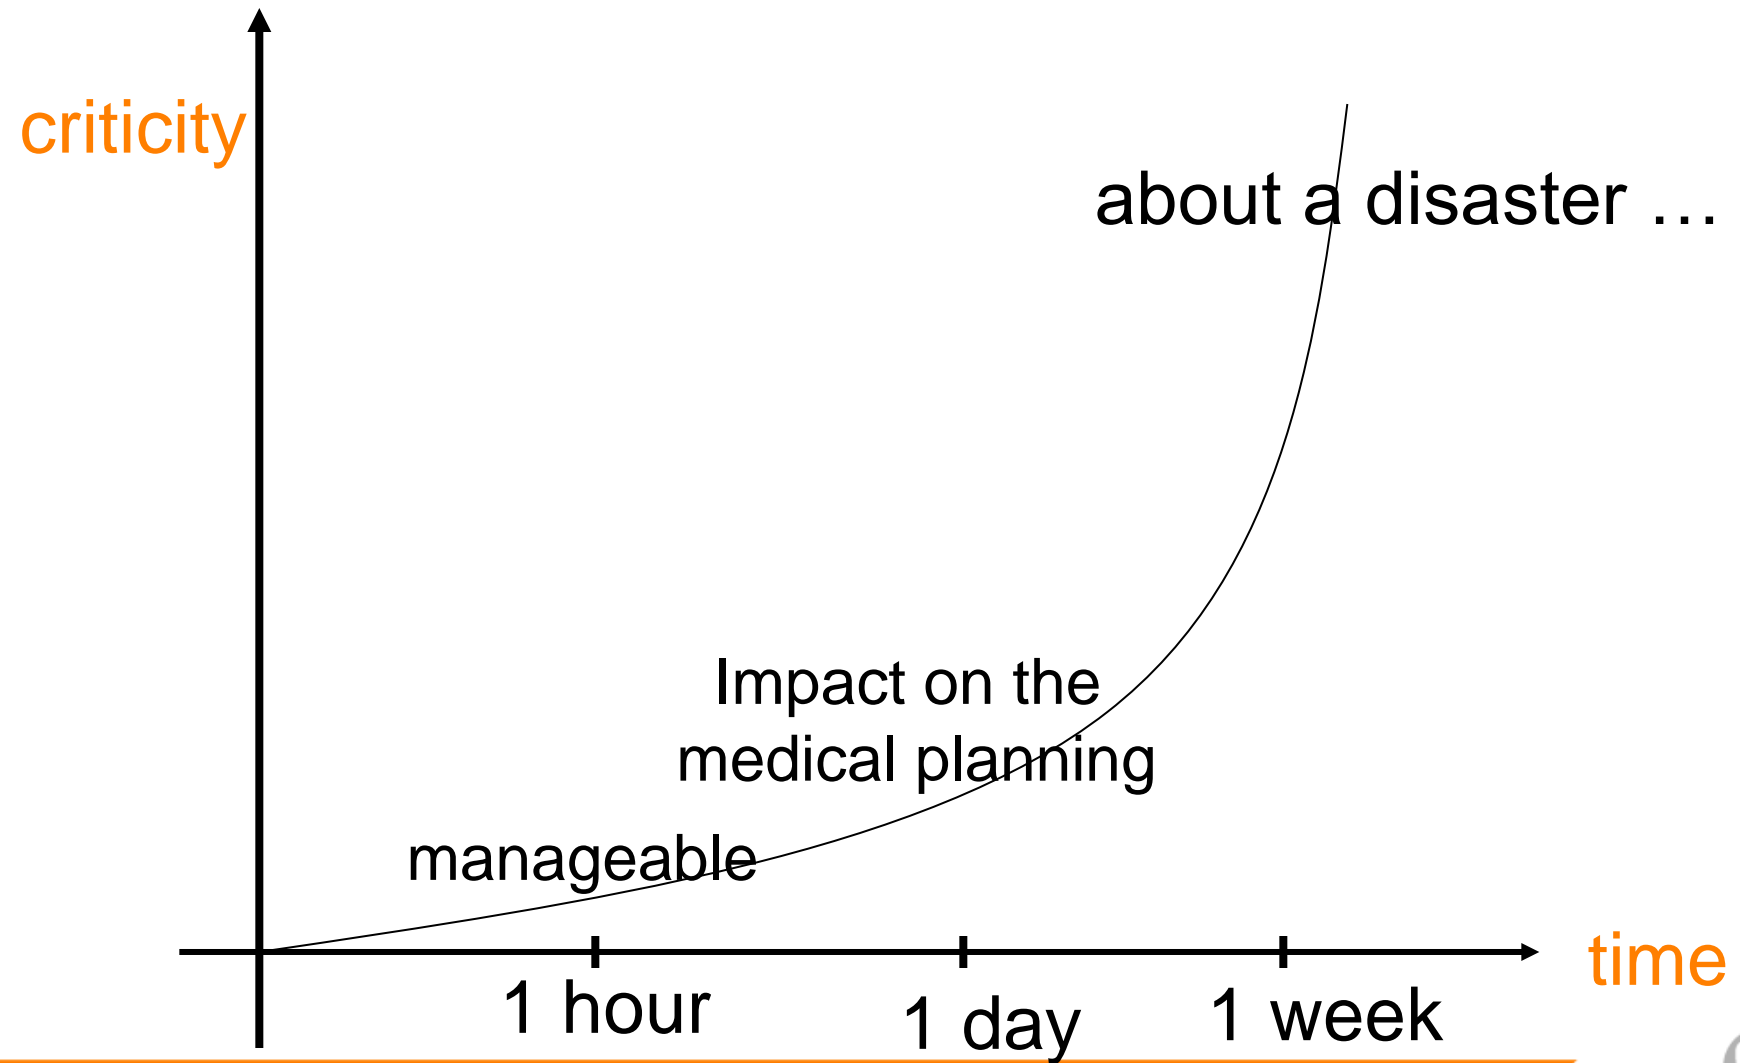 criticity
about a disaster …
Impact on the
medical planning
manageable
time
1 hour
1 day
1 week